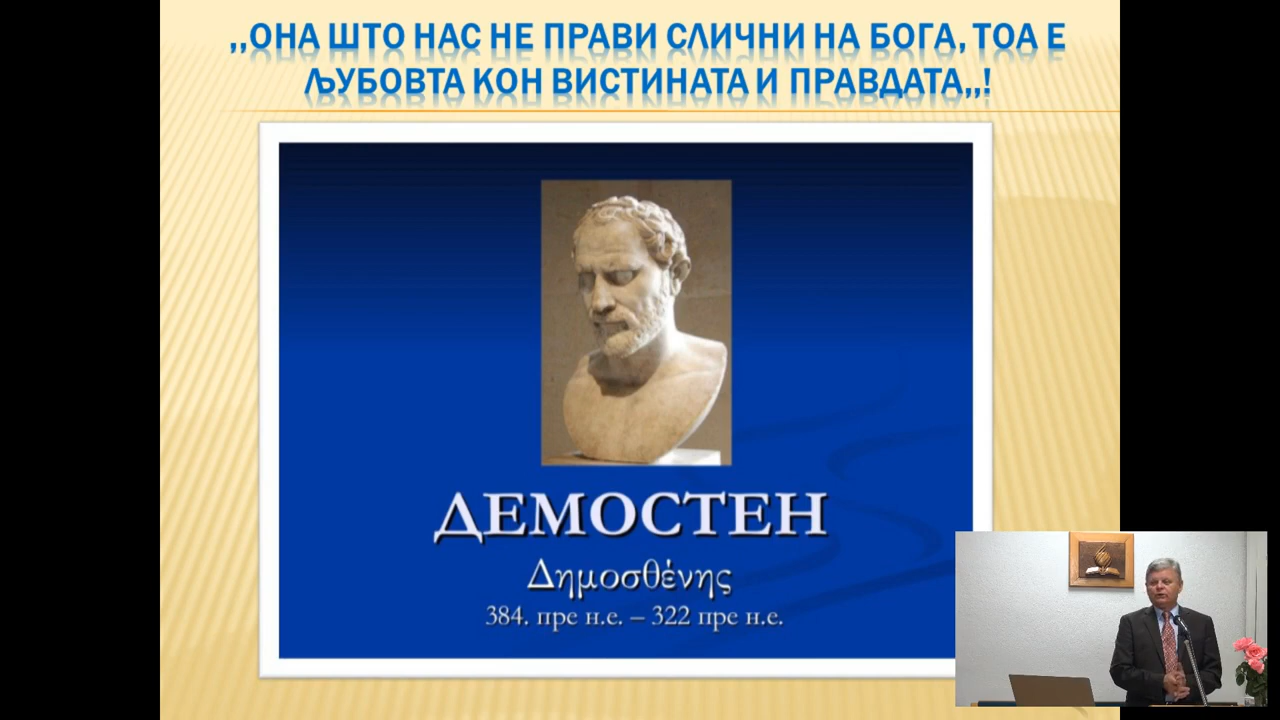 ,,ОНА ШТО НАС НЕ ПРАВИ СЛИЧНИ НА БОГА, ТОА Е
ЉУБОВТА КОН ВИСТИНАТА И ПРАВДАТА,,!
ДЕМОСТЕН
Δημοσθένης
384. пре н.е. – 322 пре н.е.